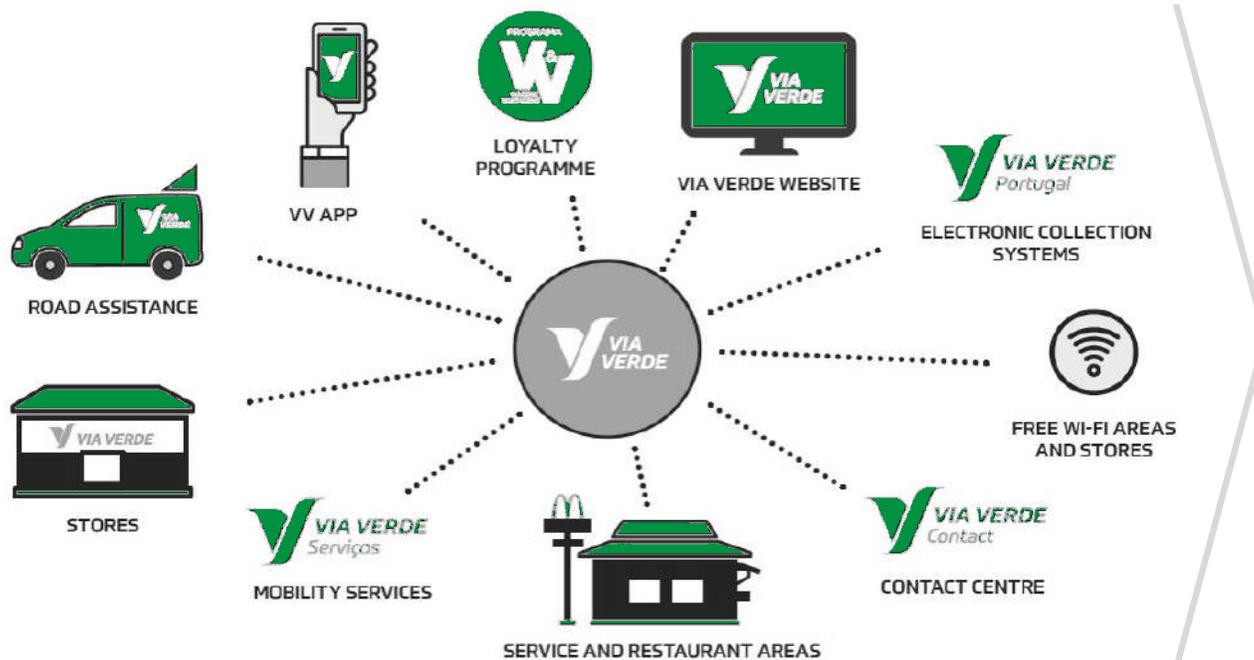 PROGRAMA
V&V
LOYALTY
PROGRAMME
VIA
VERDE
VIA VERDE WEBSITE
VV APP
VIA VERDE
Portugal
ELECTRONIC COLLECTION
SYSTEMS
VIA
VERDE
ROAD ASSISTANCE
VIA
VERDE
FREE WI-FI AREAS
AND STORES
VIA VERDE
STORES
VIA VERDE
Serviços
MOBILITY SERVICES
VIA VERDE
Contact
CONTACT CENTRE
SERVICE AND RESTAURANT AREAS